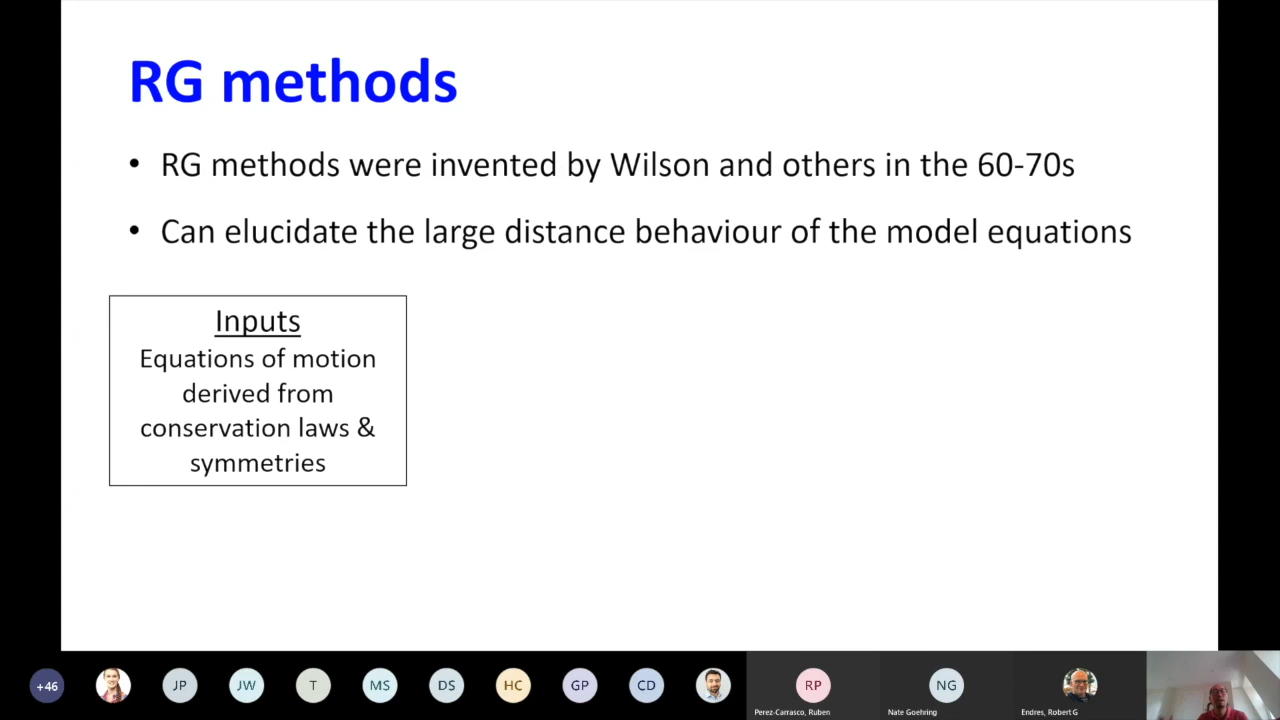 RG methods
• RG methods were invented by Wilson and others in the 60-70s
• Can elucidate the large distance behaviour of the model equations
Inputs
Equations of motion
derived from
conservation laws &
symmetries
+46
JP
JW
T
MS
DS
HC
GP
CD
RP
NG
Perez-Carrasco, Ruben
Nate Goehring
Endres, Robert G